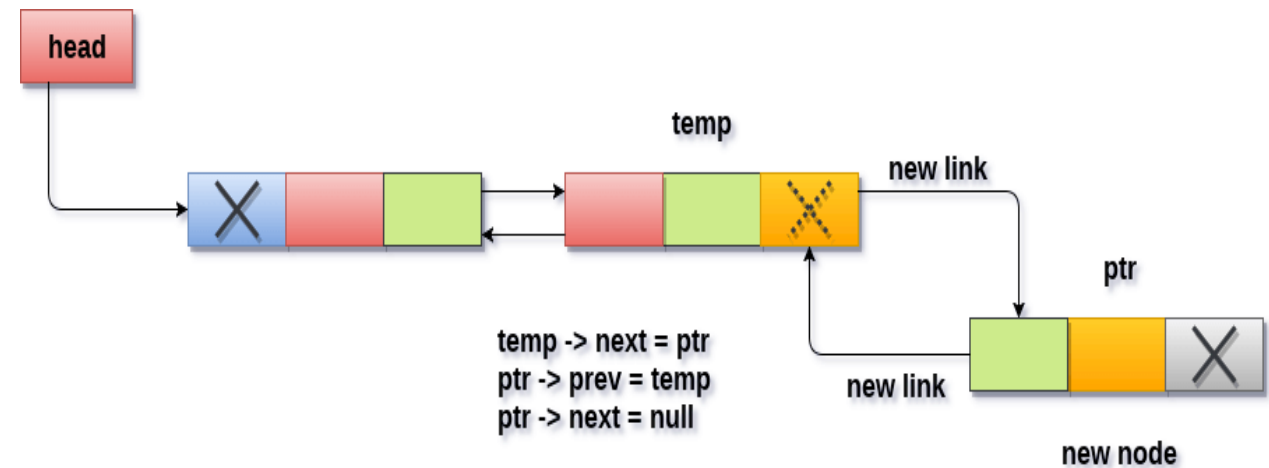 head
temp
new link
ptr
temp -> next = ptr
ptr -> prev = temp
ptr -> next = null
new link
new node